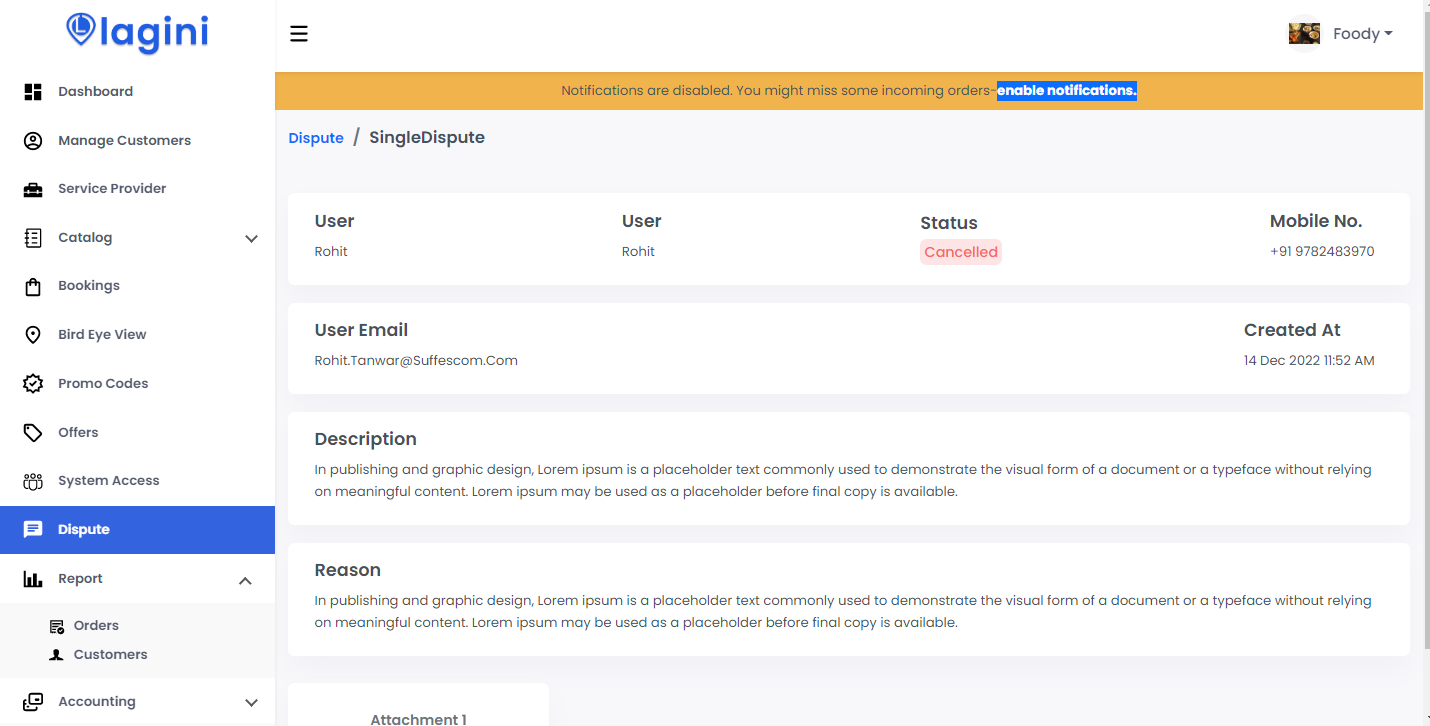 lagini
Foody
Dashboard
Manage Customers
Service Provider
Catalog
Bookings
Bird Eye View
Promo Codes
Offers
System Access
Dispute
Report
Orders
Customers
Accounting
Notifications are disabled. You might miss some incoming orders-enable notifications.
Dispute / SingleDispute
User
Rohit
User
Rohit
Status
Cancelled
Mobile No.
+91 9782483970
User Email
Rohit.Tanwar@Suffescom.Com
Created At
14 Dec 2022 11:52 AM
Description
In publishing and graphic design, Lorem ipsum is a placeholder text commonly used to demonstrate the visual form of a document or a typeface without relying
on meaningful content. Lorem ipsum may be used as a placeholder before final copy is available.
Reason
In publishing and graphic design, Lorem ipsum is a placeholder text commonly used to demonstrate the visual form of a document or a typeface without relying
on meaningful content. Lorem ipsum may be used as a placeholder before final copy is available.
Attachment 1